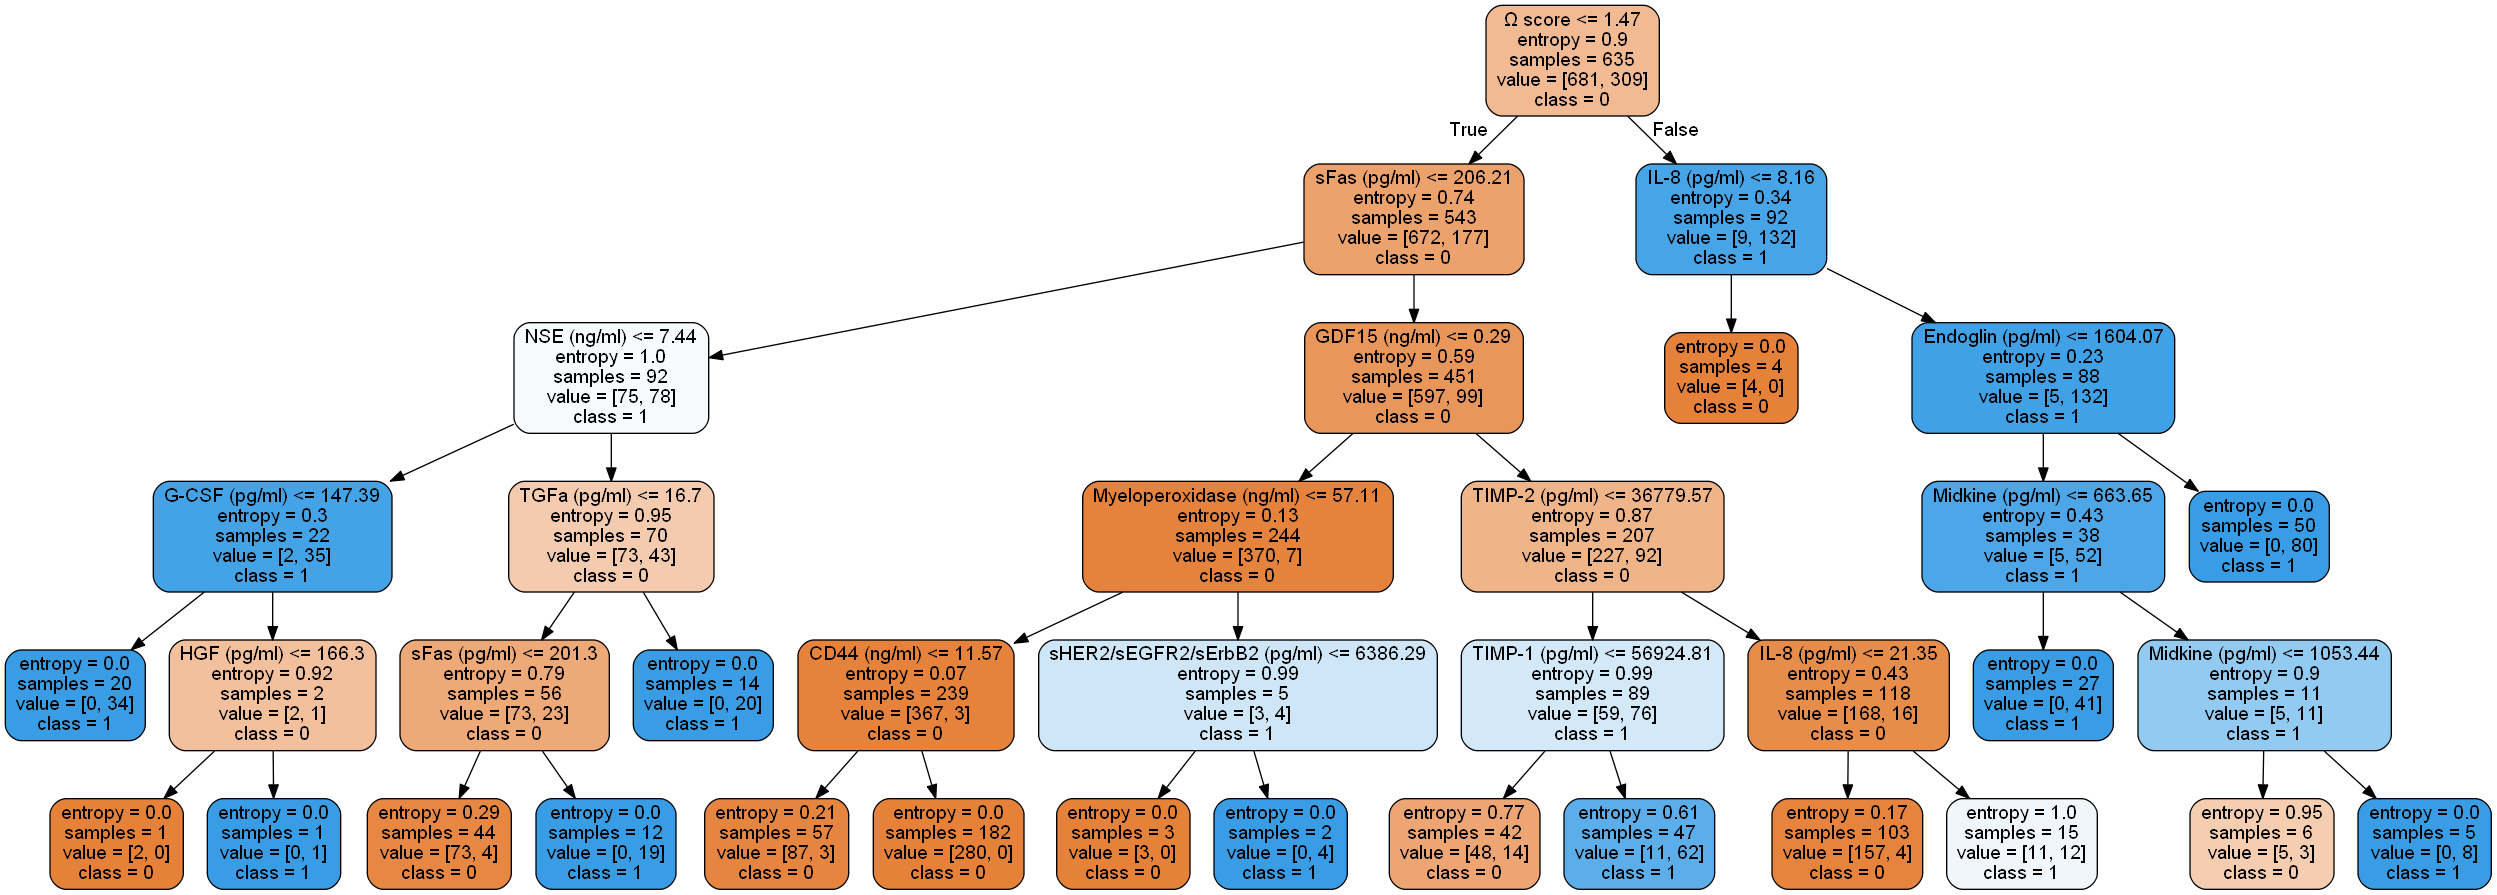 Ω score <= 1.47
entropy = 0.9
samples = 635
value = [681, 309]
class = 0
True
False
sFas (pg/ml) <= 206.21
entropy = 0.74
samples = 543
value = [672, 177]
class = 0
IL-8 (pg/ml) <= 8.16
entropy = 0.34
samples = 92
value = [9, 132]
class = 1
NSE (ng/ml) <= 7.44
entropy = 1.0
samples = 92
value = [75, 78]
class = 1
GDF15 (ng/ml) <= 0.29
entropy = 0.59
samples = 451
value = [597, 99]
class = 0
entropy = 0.0
samples = 4
value = [4, 0]
class = 0
Endoglin (pg/ml) <= 1604.07
entropy = 0.23
samples = 88
value = [5, 132]
class = 1
G-CSF (pg/ml) <= 147.39
entropy = 0.3
samples = 22
value = [2, 35]
class = 1
TGFa (pg/ml) <= 16.7
entropy = 0.95
samples = 70
value = [73, 43]
class = 0
Myeloperoxidase (ng/ml) <= 57.11
entropy = 0.13
samples = 244
value = [370, 7]
class = 0
TIMP-2 (pg/ml) <= 36779.57
entropy = 0.87
samples = 207
value = [227, 92]
class = 0
Midkine (pg/ml) <= 663.65
entropy = 0.43
samples = 38
value = [5, 52]
class = 1
entropy = 0.0
samples = 50
value = [0, 80]
class = 1
entropy = 0.0
samples = 20
value = [0, 34]
class = 1
HGF (pg/ml) <= 166.3
entropy = 0.92
samples = 2
value = [2, 1]
class = 0
sFas (pg/ml) <= 201.3
entropy = 0.79
samples = 56
value = [73, 23]
class = 0
entropy = 0.0
samples = 14
value = [0, 20]
class = 1
CD44 (ng/ml) <= 11.57
entropy = 0.07
samples = 239
value = [367, 3]
class = 0
sHER2/sEGFR2/sErbB2 (pg/ml) <= 6386.29
entropy = 0.99
samples = 5
value = [3, 4]
class = 1
TIMP-1 (pg/ml) <= 56924.81
entropy = 0.99
samples = 89
value = [59, 76]
class = 1
IL-8 (pg/ml) <= 21.35
entropy = 0.43
samples = 118
value = [168, 16]
class = 0
entropy = 0.0
samples = 27
value = [0, 41]
class = 1
Midkine (pg/ml) <= 1053.44
entropy = 0.9
samples = 11
value = [5, 11]
class = 1
entropy = 0.0
samples = 1
value = [2, 0]
class = 0
entropy = 0.0
samples = 1
value = [0, 1]
class = 1
entropy = 0.29
samples = 44
value = [73, 4]
class = 0
entropy = 0.0
samples = 12
value = [0, 19]
class = 1
entropy = 0.21
samples = 57
value = [87, 3]
class = 0
entropy = 0.0
samples = 182
value = [280, 0]
class = 0
entropy = 0.0
samples = 3
value = [3, 0]
class = 0
entropy = 0.0
samples = 2
value = [0, 4]
class = 1
entropy = 0.77
samples = 42
value = [48, 14]
class = 0
entropy = 0.61
samples = 47
value = [11, 62]
class = 1
entropy = 0.17
samples = 103
value = [157, 4]
class = 0
entropy = 1.0
samples = 15
value = [11, 12]
class = 1
entropy = 0.95
samples = 6
value = [5, 3]
class = 0
entropy = 0.0
samples = 5
value = [0, 8]
class = 1